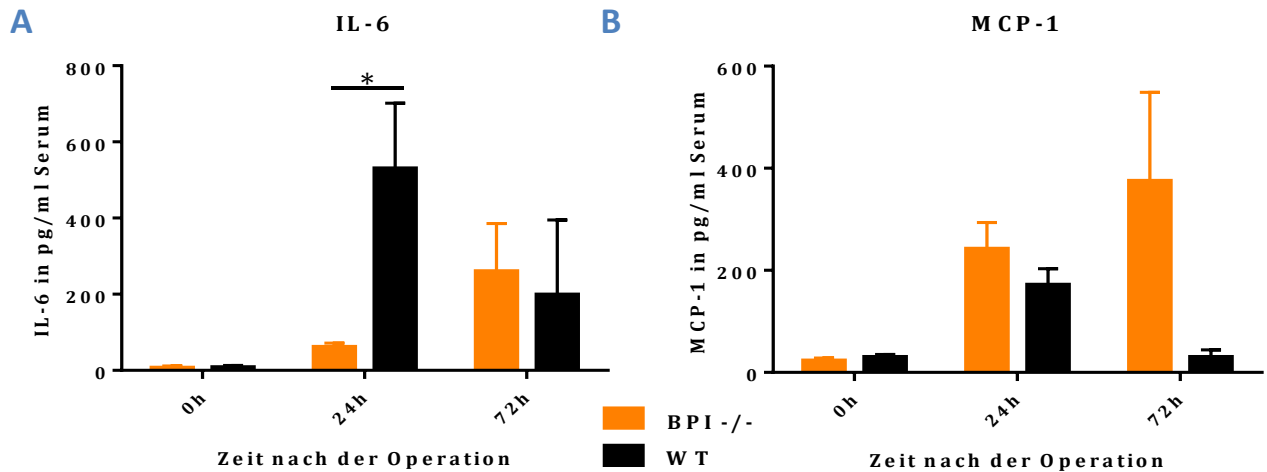 A
IL-6
IL-6 in pg/ml Serum
800
600
400
200
0
*
0h
24h
72h
Zeit nach der Operation
B
MCP-1
MCP-1 in pg/ml Serum
600
400
200
0
0h
24h
72h
Zeit nach der Operation
BPI -/-
WT